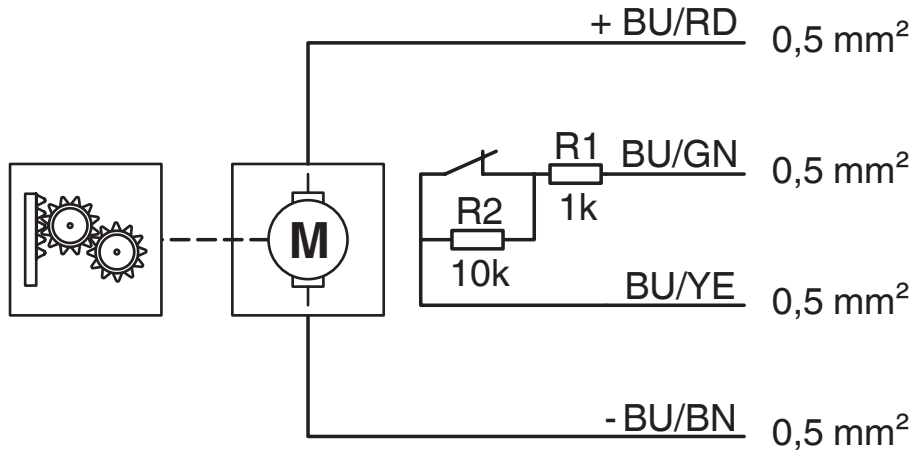 + BU/RD 0,5 mm²
R1 BU/GN 0,5 mm²
1k
R2
10k
M
BU/YE 0,5 mm²
- BU/BN 0,5 mm²